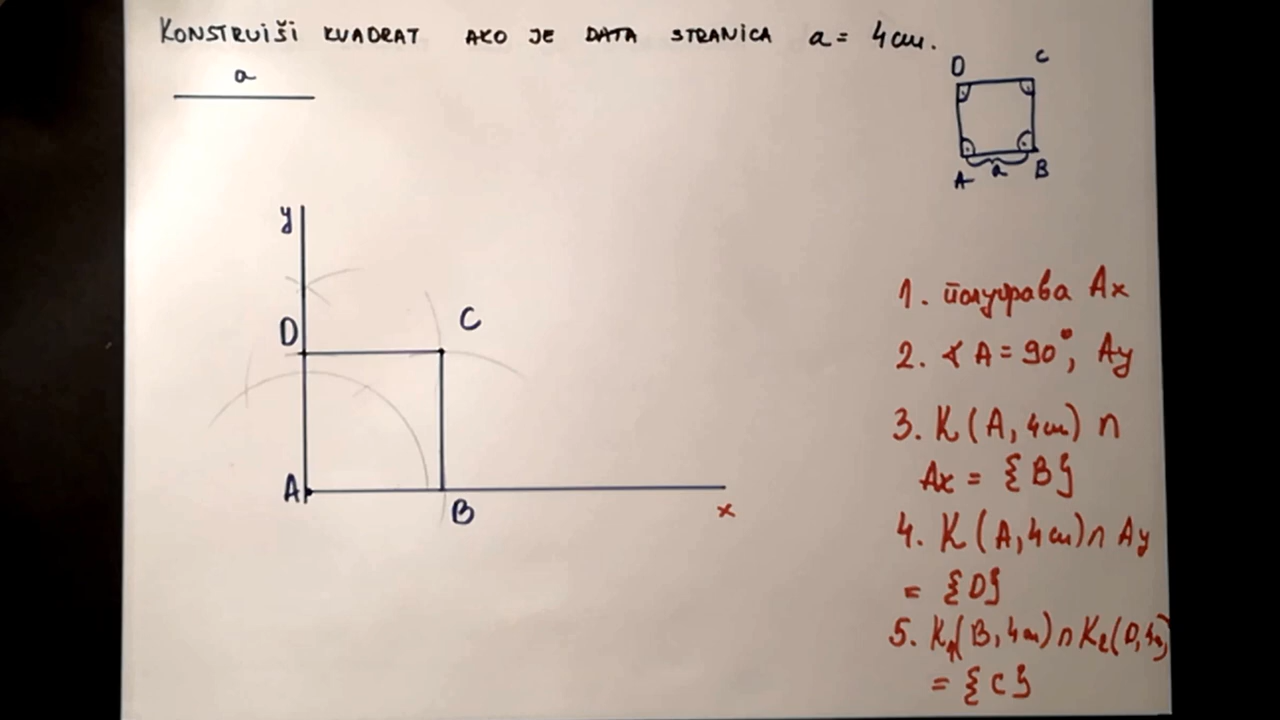 KONSTRUIŠI KVADRAT AKO JE DATA STRANICA a = 4cm.
a
D C
A a B
y
D C
A B x
1. полуправа Ax
2. ∢ A = 90°, Ay
3. K(A, 4cm) ∩
Ax = {B}
4. K(A, 4cm) ∩ Ay
= {D}
5. K₁(B, 4cm) ∩ K₂(D, 4cm)
= {C}